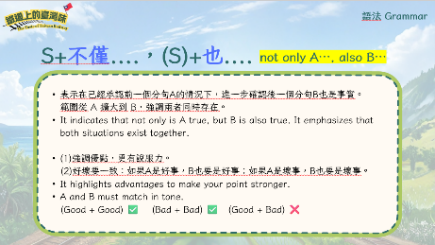 鐵道上的臺灣味
語法 Grammar
S+不僅....，(S)+也.... not only A…, also B…
• 表示在已經承認前一個分句A的情況下，進一步確認後一個分句B也是事實。
範圍從 A 擴大到 B，強調兩者同時存在。
• It indicates that not only is A true, but B is also true. It emphasizes that
both situations exist together.
• (1)強調優點，更有說服力。
(2)好壞要一致：如果A是好事，B也要是好事；如果A是壞事，B也要是壞事。
• It highlights advantages to make your point stronger.
• A and B must match in tone.
(Good + Good) ✅ (Bad + Bad) ✅ (Good + Bad) ❌